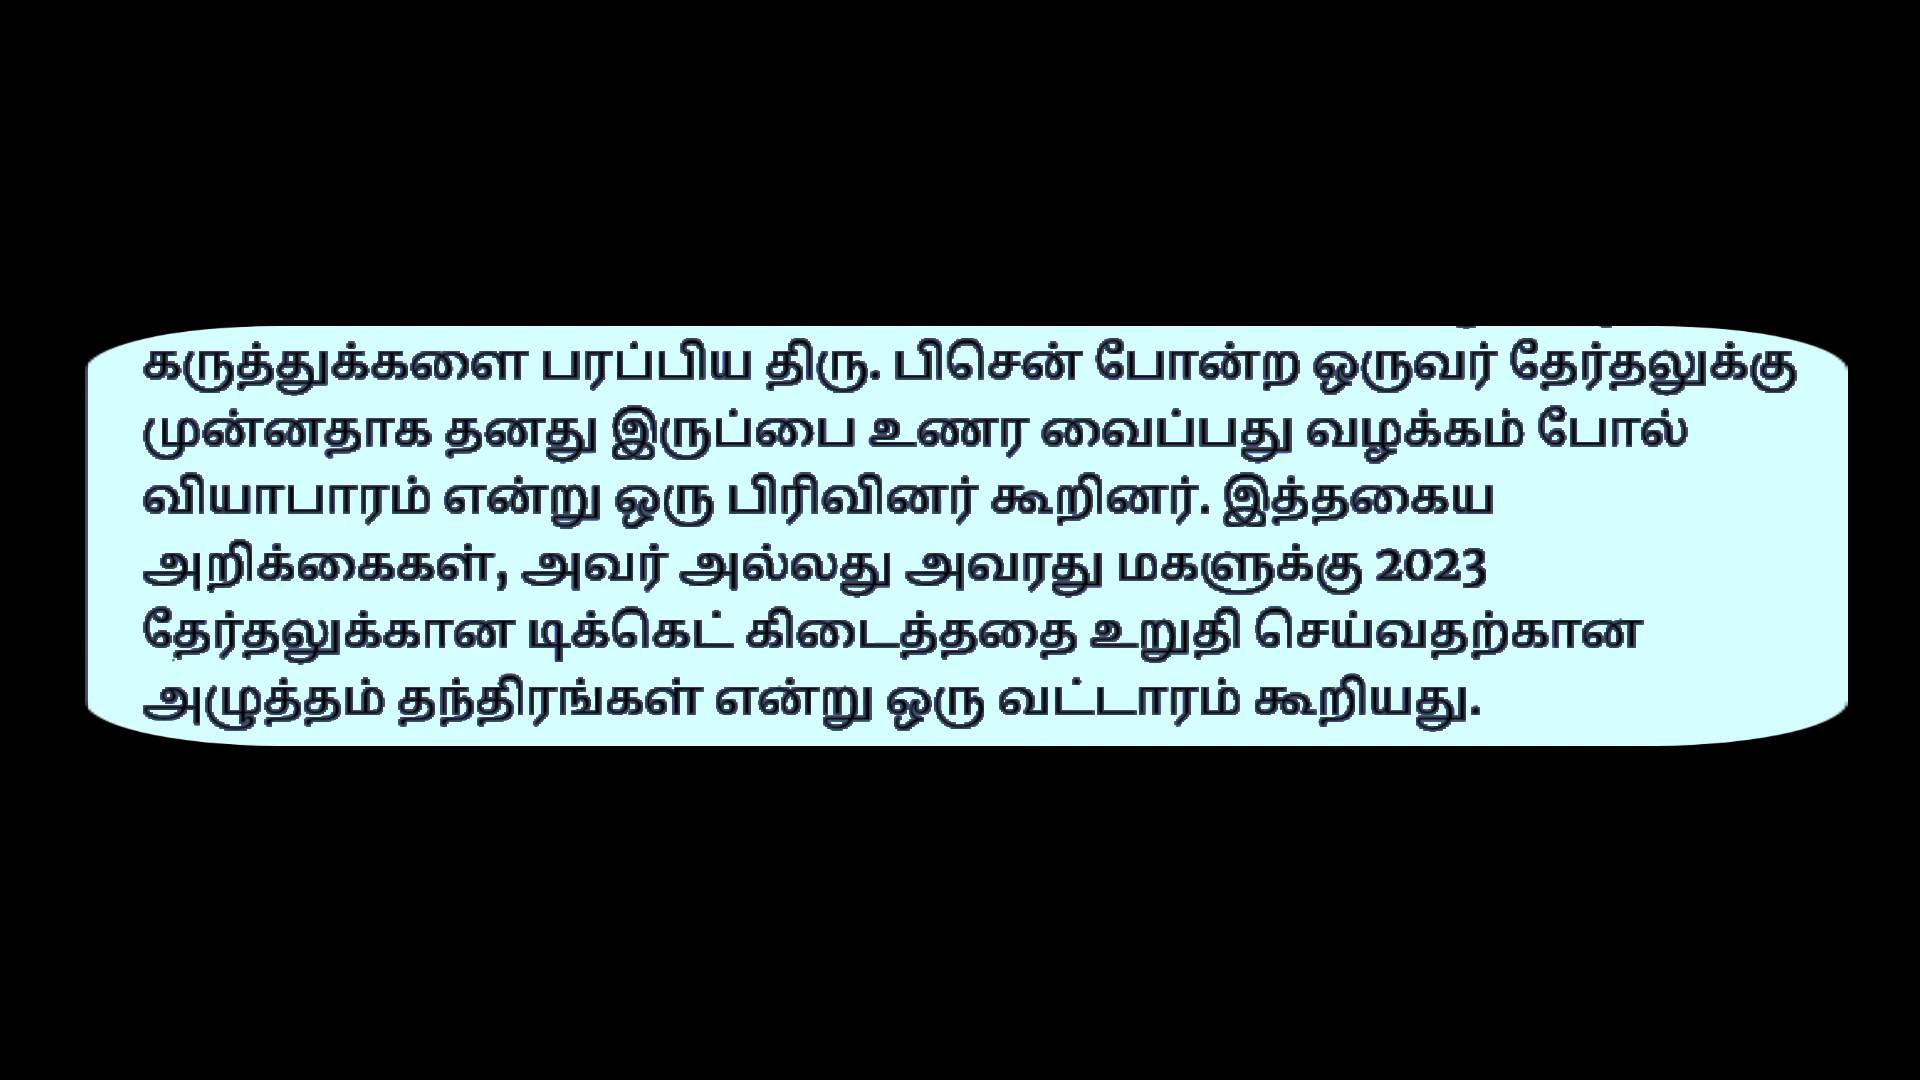 கருத்துக்களை பரப்பிய திரு. பிசென் போன்ற ஒருவர் தேர்தலுக்கு
முன்னதாக தனது இருப்பை உணர வைப்பது வழக்கம் போல்
வியாபாரம் என்று ஒரு பிரிவினர் கூறினர். இத்தகைய
அறிக்கைகள், அவர் அல்லது அவரது மகளுக்கு 2023
தேர்தலுக்கான டிக்கெட் கிடைத்ததை உறுதி செய்வதற்கான
அழுத்தம் தந்திரங்கள் என்று ஒரு வட்டாரம் கூறியது.